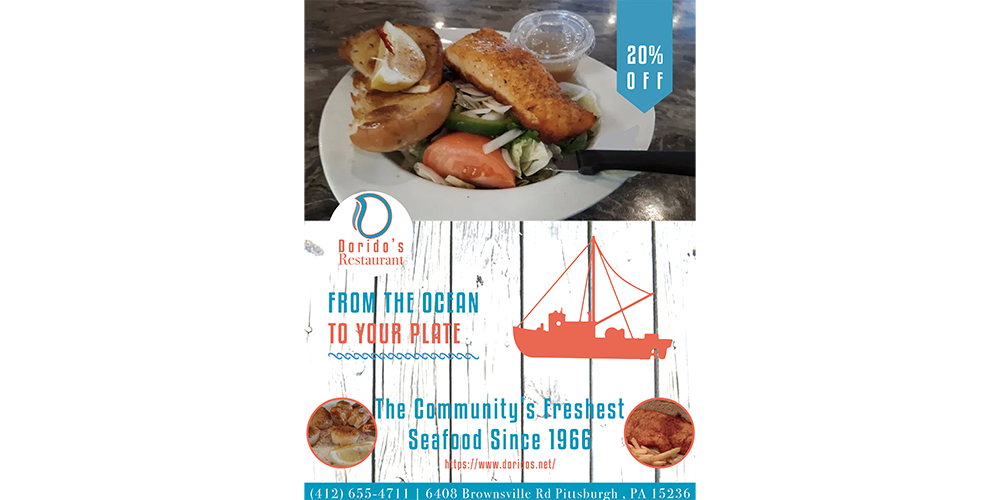 20%
OFF
Dorido's
Restaurant
FROM THE OCEAN
TO YOUR PLATE
The Community's Freshest
Seafood Since 1966
https://www.doridos.net/
(412) 655-4711 | 6408 Brownsville Rd Pittsburgh , PA 15236